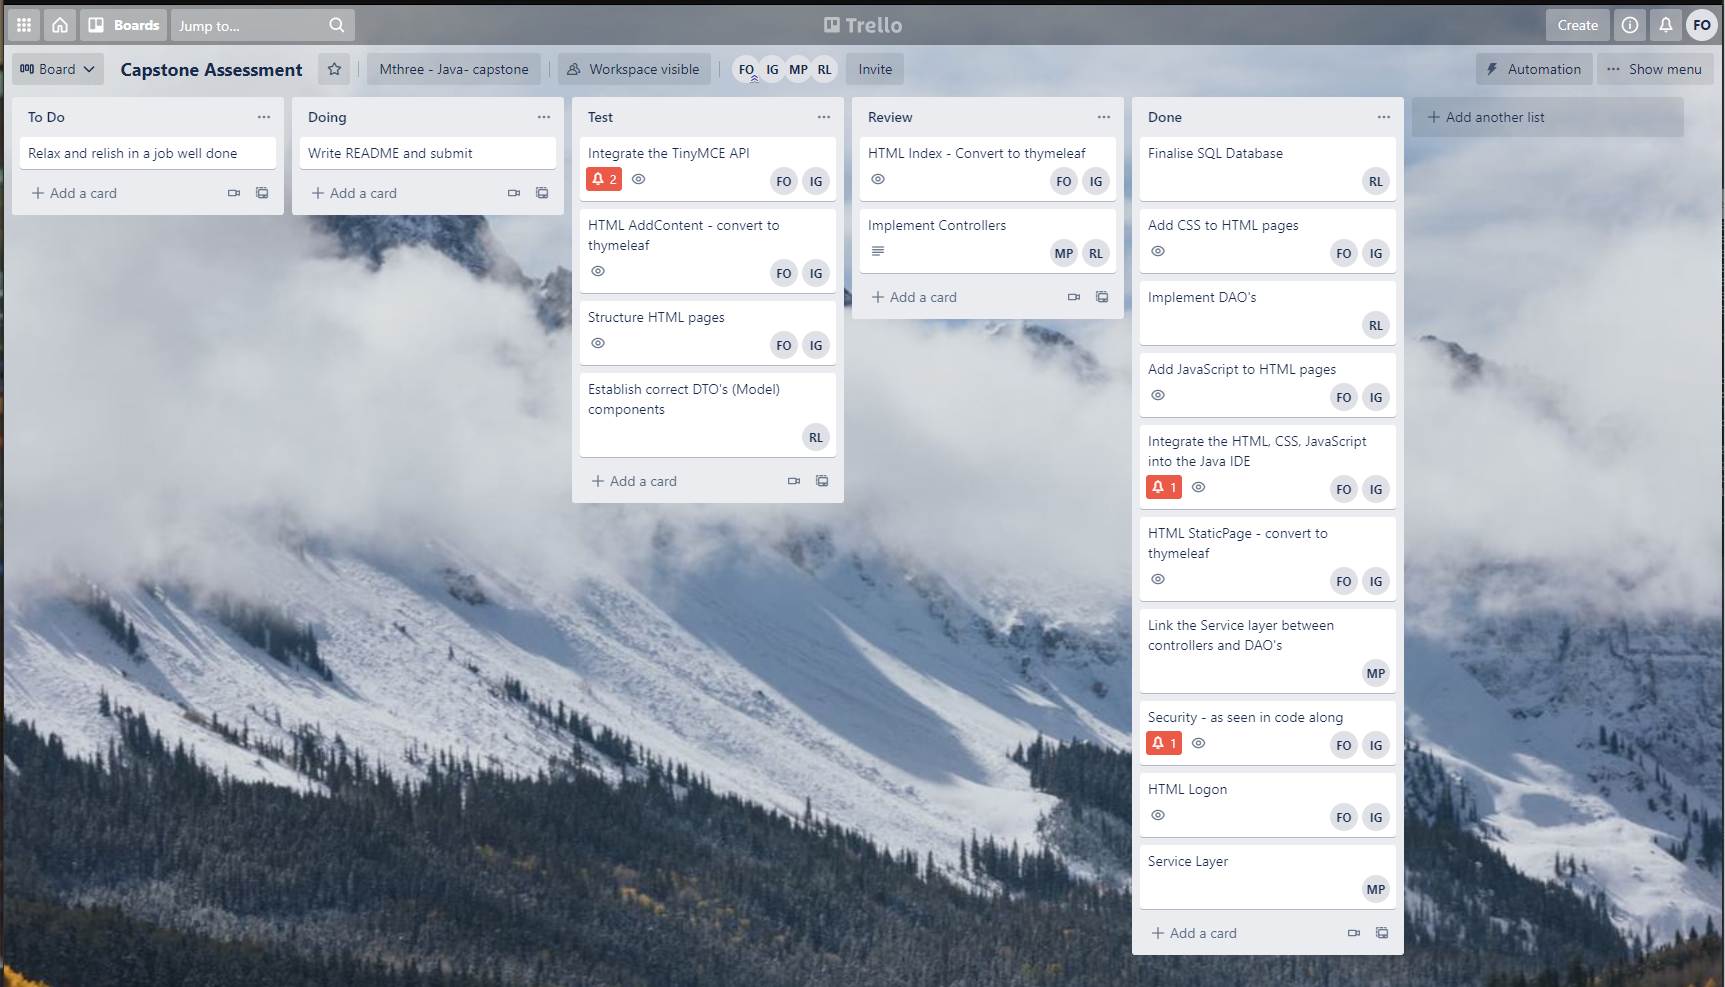 Boards
Jump to...
Trello
Create
FO
Board
Capstone Assessment
Mthree - Java- capstone
Workspace visible
FO IG MP RL
Invite
Automation
Show menu
To Do
Relax and relish in a job well done
Add a card
Doing
Write README and submit
Add a card
Test
Integrate the TinyMCE API
2
FO IG
HTML AddContent - convert to
thymeleaf
FO IG
Structure HTML pages
FO IG
Establish correct DTO's (Model)
components
RL
Add a card
Review
HTML Index - Convert to thymeleaf
FO IG
Implement Controllers
MP RL
Add a card
Done
Finalise SQL Database
RL
Add CSS to HTML pages
FO IG
Implement DAO's
RL
Add JavaScript to HTML pages
FO IG
Integrate the HTML, CSS, JavaScript
into the Java IDE
1
FO IG
HTML StaticPage - convert to
thymeleaf
FO IG
Link the Service layer between
controllers and DAO's
MP
Security - as seen in code along
1
FO IG
HTML Logon
FO IG
Service Layer
MP
Add a card
Add another list